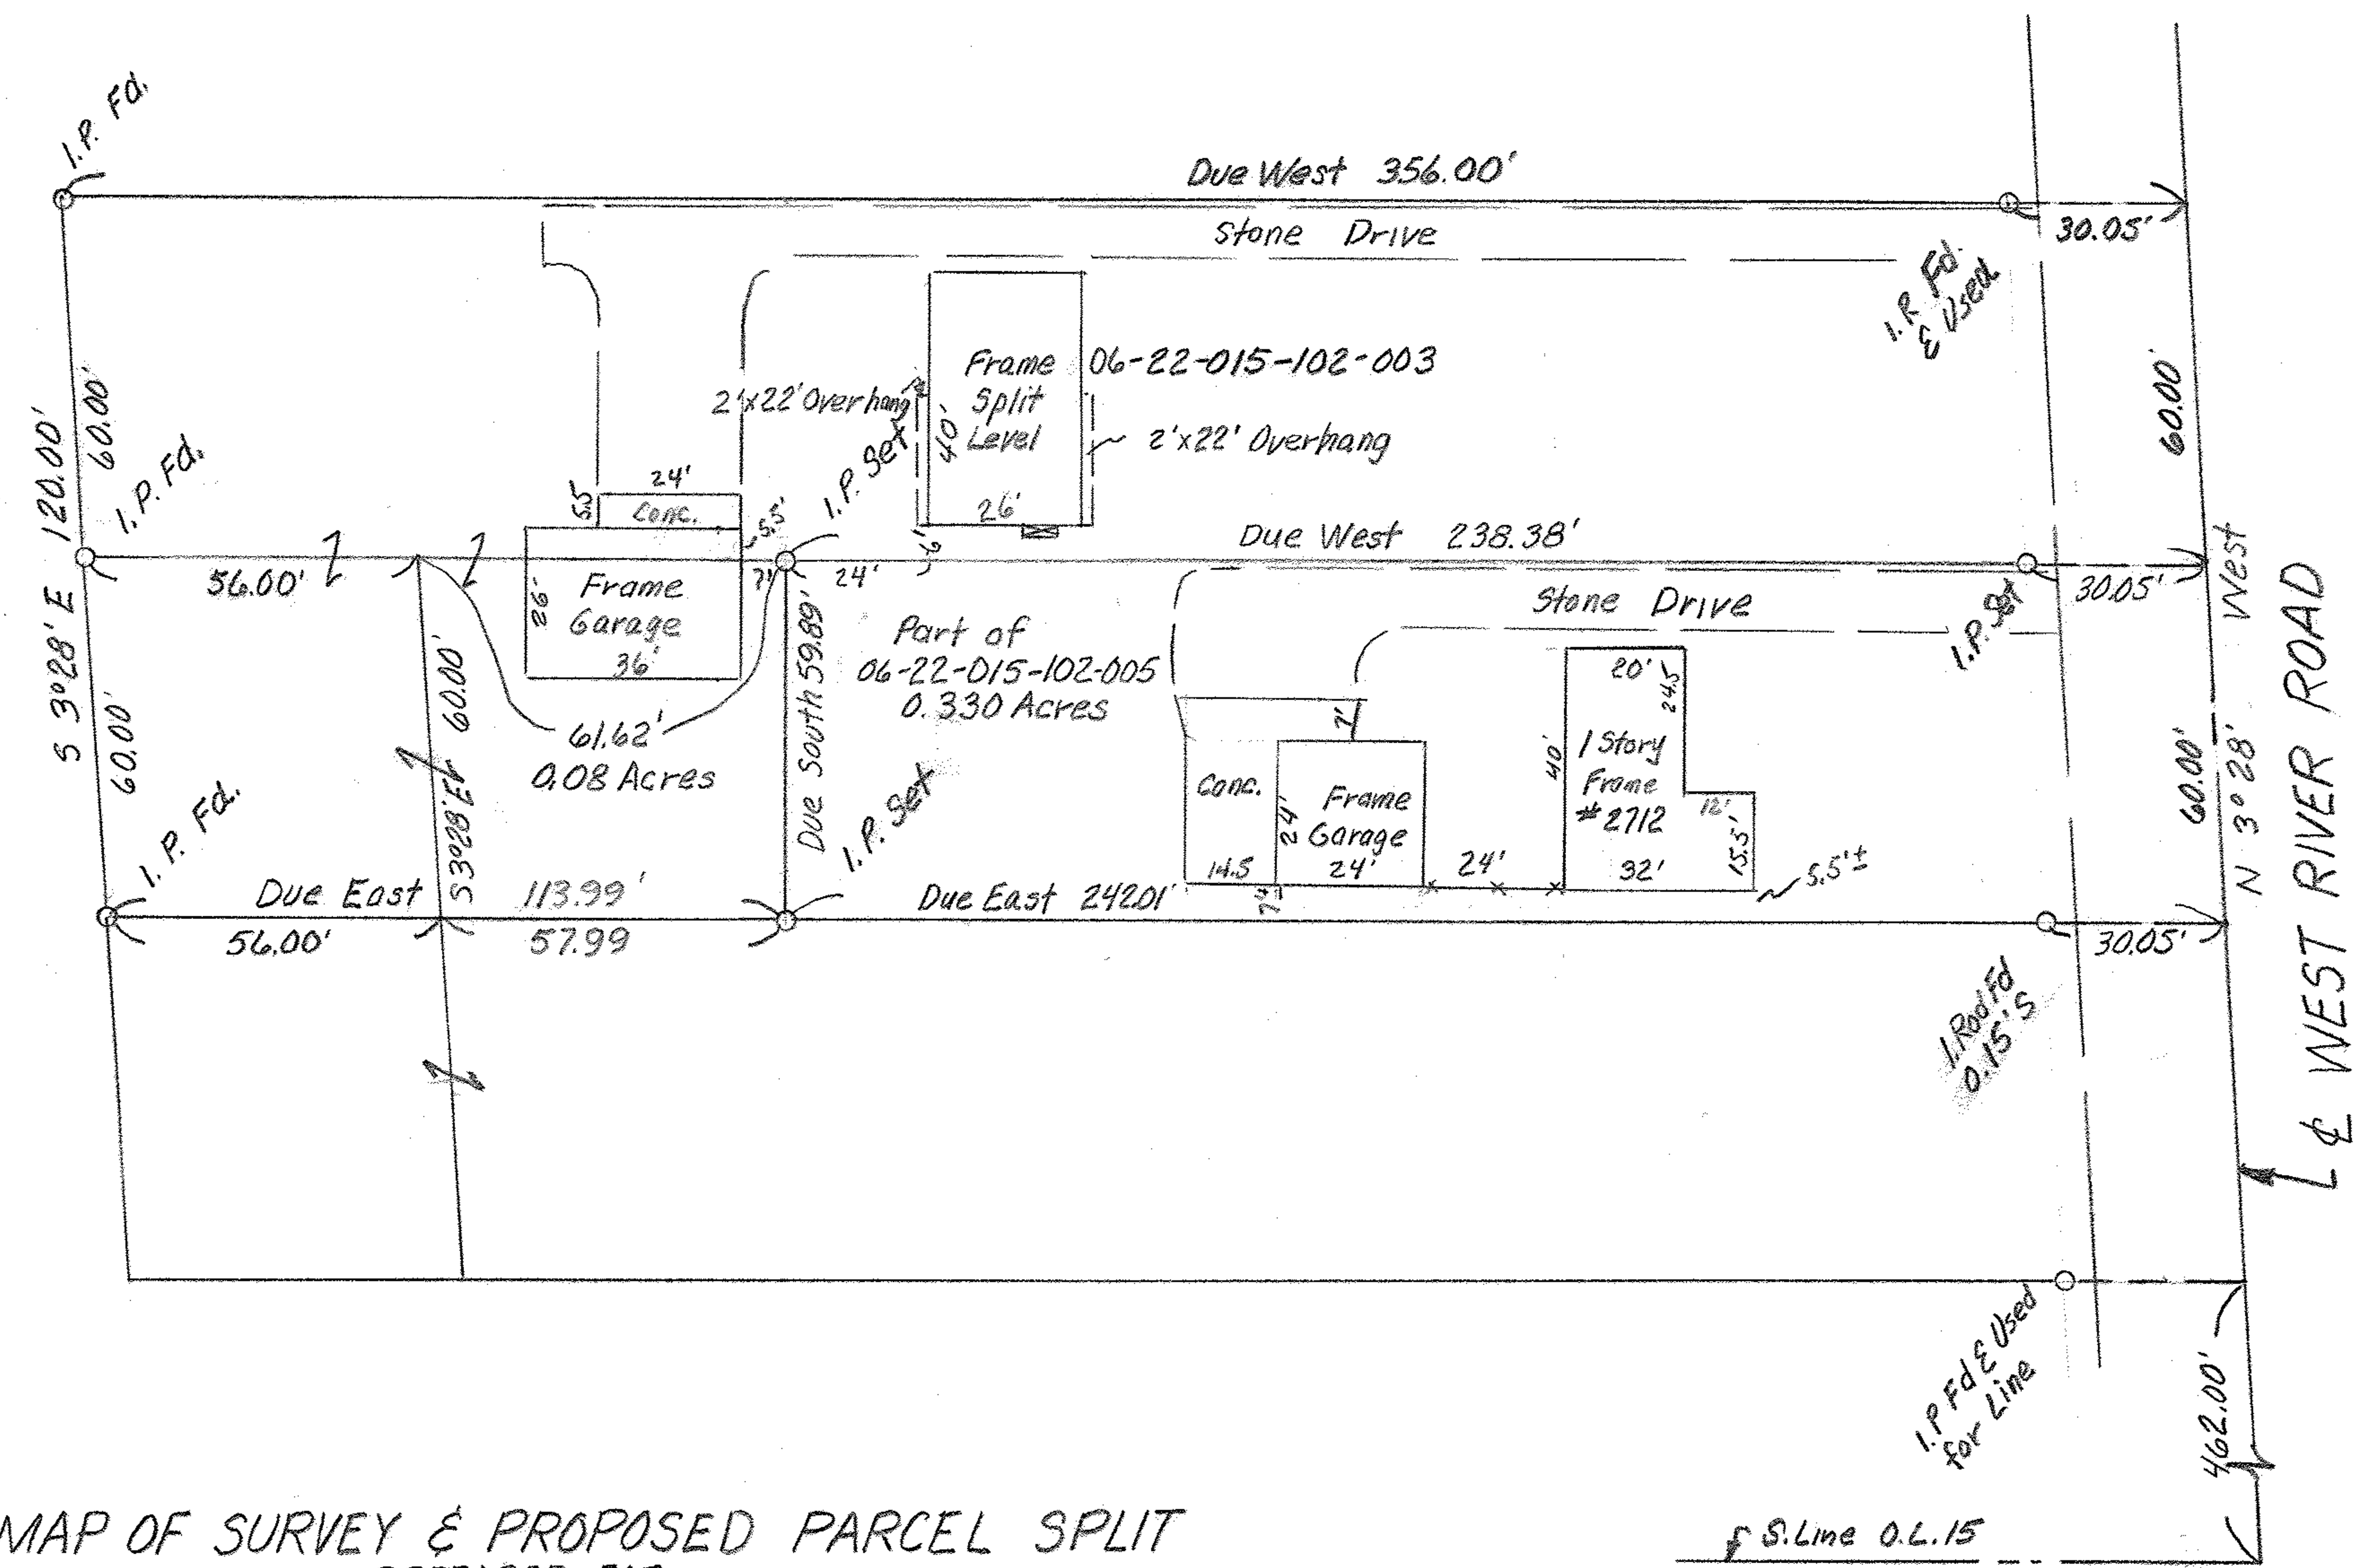 I.P. Fd.
Due West 356.00'
Stone Drive
30.05'
I.P. Fd.
& Used
Frame
Split
Level
06-22-015-102-003
2'x22' Overhang
2'x22' Overhang
40'
26'
6'
60.00'
S 3°28' E 120.00'
60.00'
I.P. Fd.
I.P. Set
24'
5.5'
Conc.
5.5'
Due West 238.38'
56.00'
7'
24'
30.05'
Frame
Garage
26'
36'
Stone Drive
I.P. Set
Part of
06-22-015-102-005
0.330 Acres
Due South 59.89'
61.62'
0.08 Acres
60.00'
S3°28'E 60.00'
20'
24.5
1 Story
Frame
#2712
40'
12'
15.5'
32'
5.5'±
7'
Conc.
Frame
Garage
24'
24'
14.5
24'
60.00'
N 3°28' West
₵ WEST RIVER ROAD
I.P. Fd.
I.P. Set
Due East 113.99'
56.00'
57.99
Due East 242.01'
30.05'
I.Rod Fd
0.15' S
I.P Fd & Used
for Line
462.00'
MAP OF SURVEY & PROPOSED PARCEL SPLIT
S.Line O.L.15